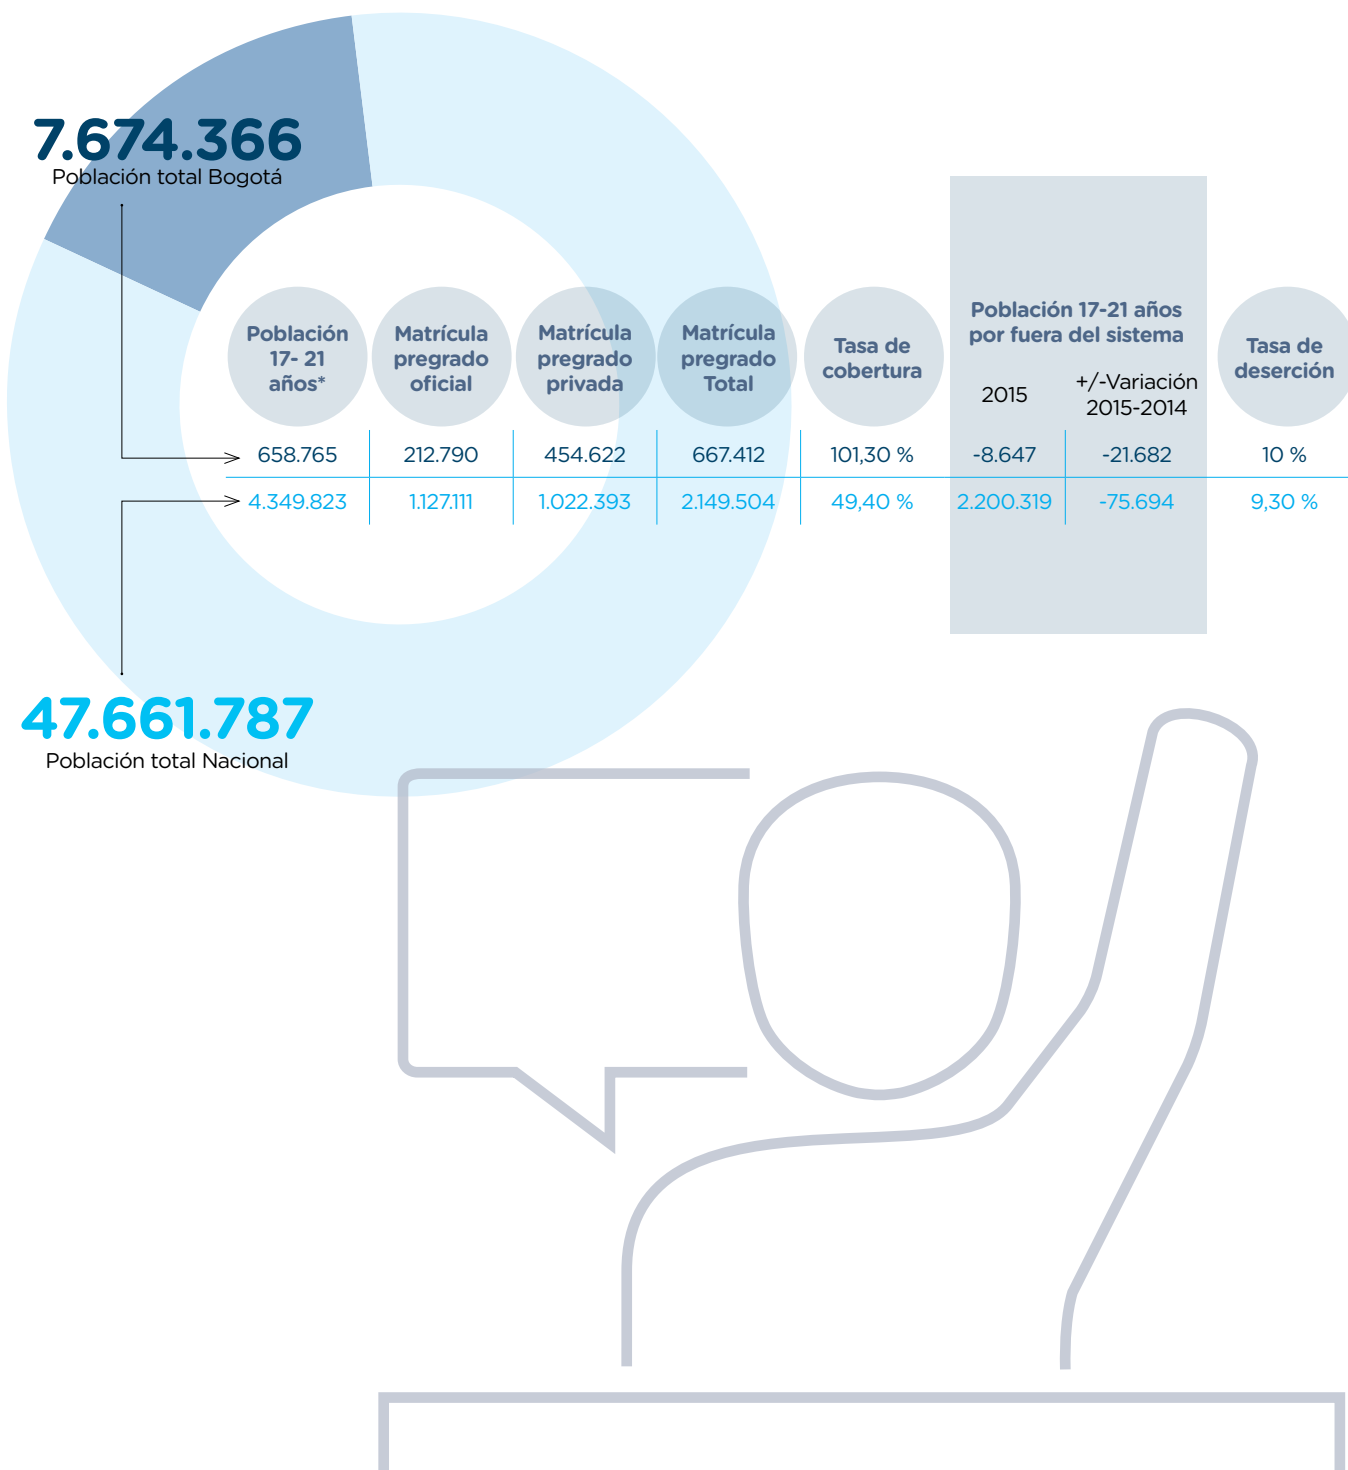 7.674.366
Población total Bogotá
Población
17- 21
años*
Matrícula
pregrado
oficial
Matrícula
pregrado
privada
Matrícula
pregrado
Total
Tasa de
cobertura
Población 17-21 años
por fuera del sistema
2015
+/-Variación
2015-2014
Tasa de
deserción
658.765 212.790 454.622 667.412 101,30 % -8.647 -21.682 10 %
4.349.823 1.127.111 1.022.393 2.149.504 49,40 % 2.200.319 -75.694 9,30 %
47.661.787
Población total Nacional